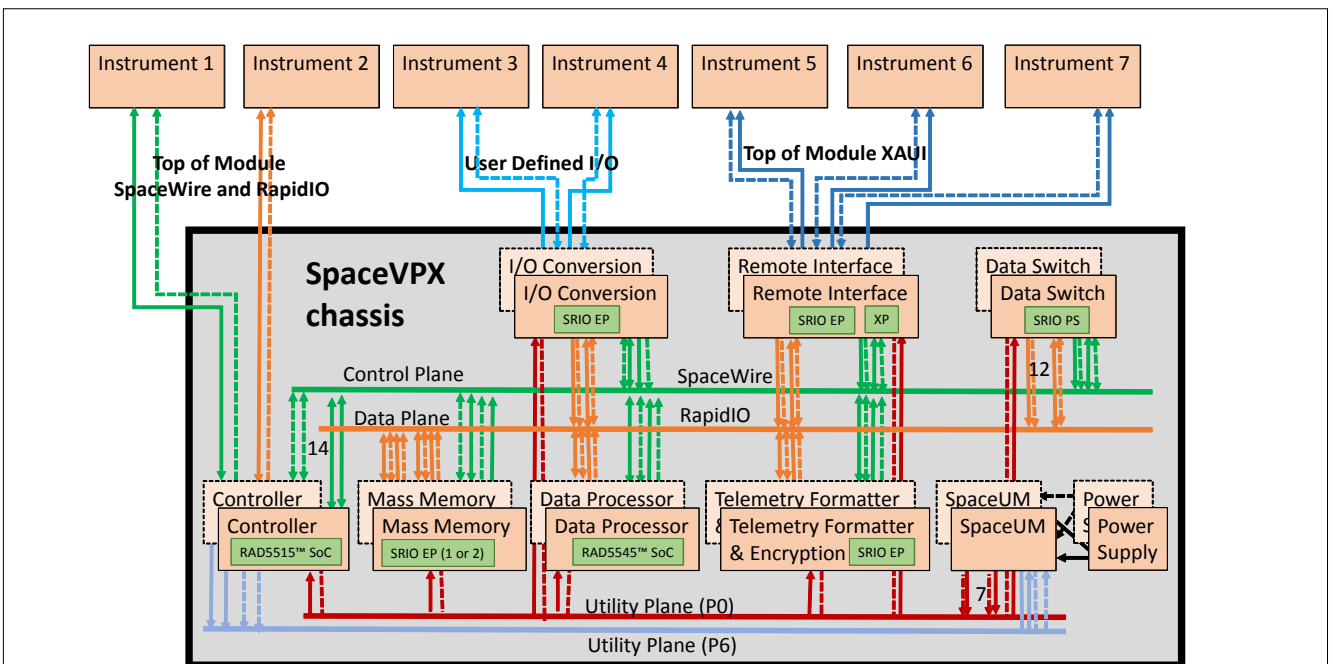 Instrument 1
Instrument 2
Instrument 3
Instrument 4
Instrument 5
Instrument 6
Instrument 7
Top of Module
SpaceWire and RapidIO
User Defined I/O
Top of Module XAUI
SpaceVPX
chassis
I/O Conversion
I/O Conversion
SRIO EP
Remote Interface
Remote Interface
SRIO EP
XP
Data Switch
Data Switch
SRIO PS
12
Control Plane
SpaceWire
Data Plane
RapidIO
14
Controller
Controller
RAD5515™ SoC
Mass Memory
Mass Memory
SRIO EP (1 or 2)
Data Processor
Data Processor
RAD5545™ SoC
Telemetry Formatter
&
Telemetry Formatter
& Encryption
SRIO EP
SpaceUM
SpaceUM
Power
S
Power
Supply
7
Utility Plane (P0)
Utility Plane (P6)